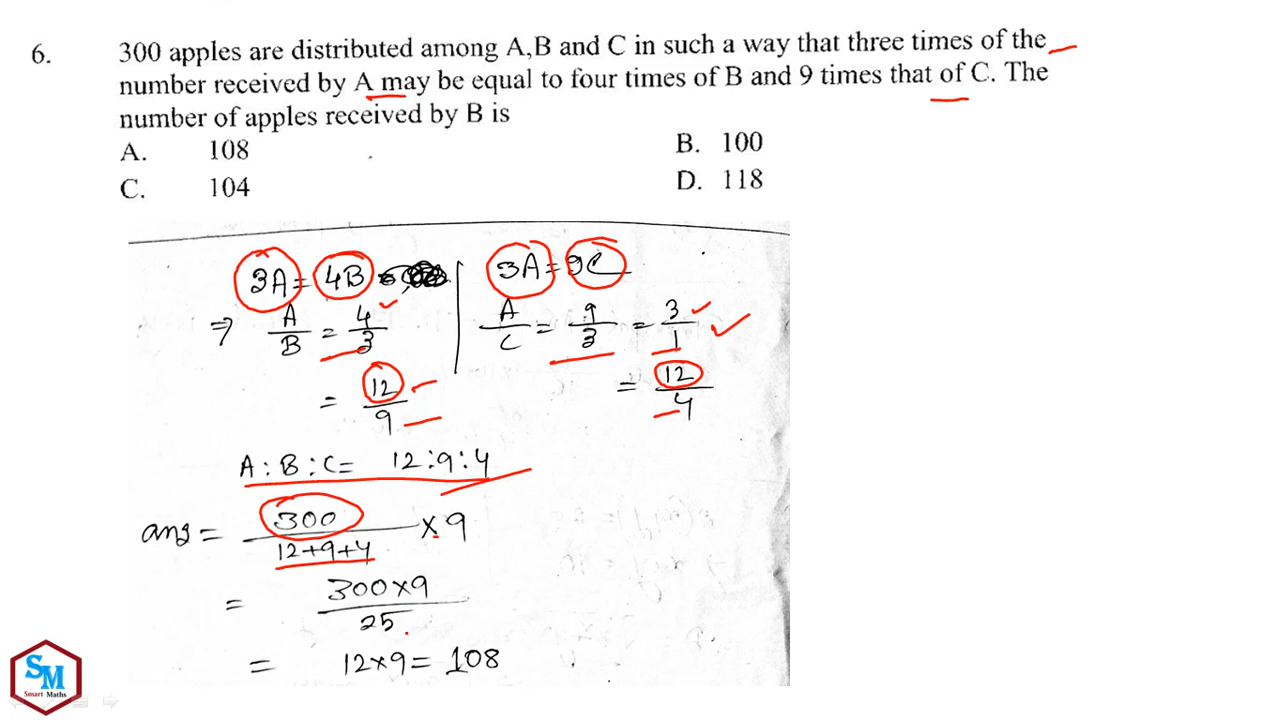 6. 300 apples are distributed among A,B and C in such a way that three times of the
number received by A may be equal to four times of B and 9 times that of C. The
number of apples received by B is
A. 108 B. 100
C. 104 D. 118
3A = 4B = | 3A = 9C
⇒ A/B = 4/3 | A/C = 9/3 = 3/1
= 12/9 = 12/4
A : B : C = 12 : 9 : 4
ans = 300/(12+9+4) × 9
= 300×9/25
= 12×9 = 108
SM
Smart Maths